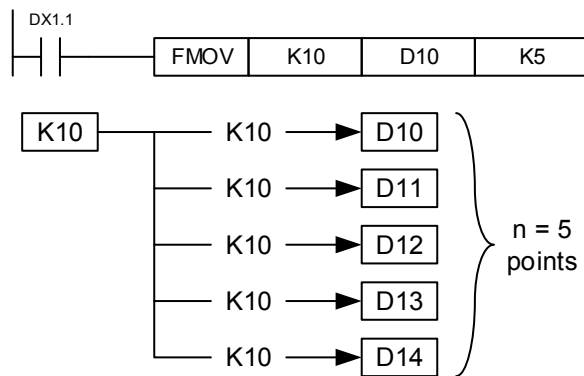 DX1.1
FMOV K10 D10 K5
K10 K10 D10
K10 D11
K10 D12
n = 5
points
K10 D13
K10 D14